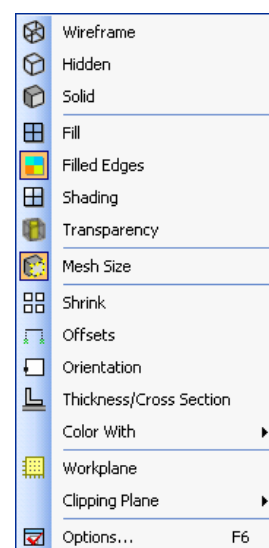 Wireframe
Hidden
Solid
Fill
Filled Edges
Shading
Transparency
Mesh Size
Shrink
Offsets
Orientation
Thickness/Cross Section
Color With
Workplane
Clipping Plane
Options... F6